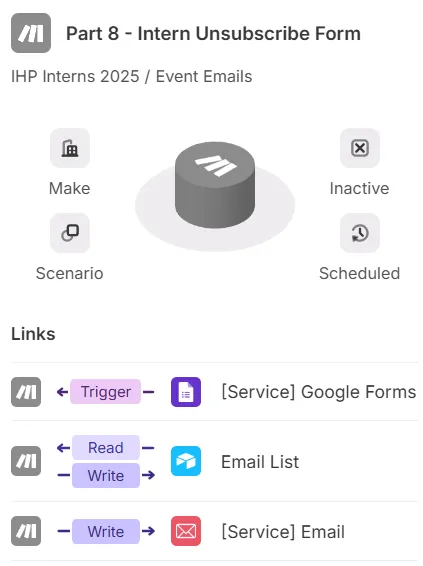 Part 8 - Intern Unsubscribe Form
IHP Interns 2025 / Event Emails
Make
Inactive
Scenario
Scheduled
Links
Trigger
[Service] Google Forms
Read
Write
Email List
Write
[Service] Email